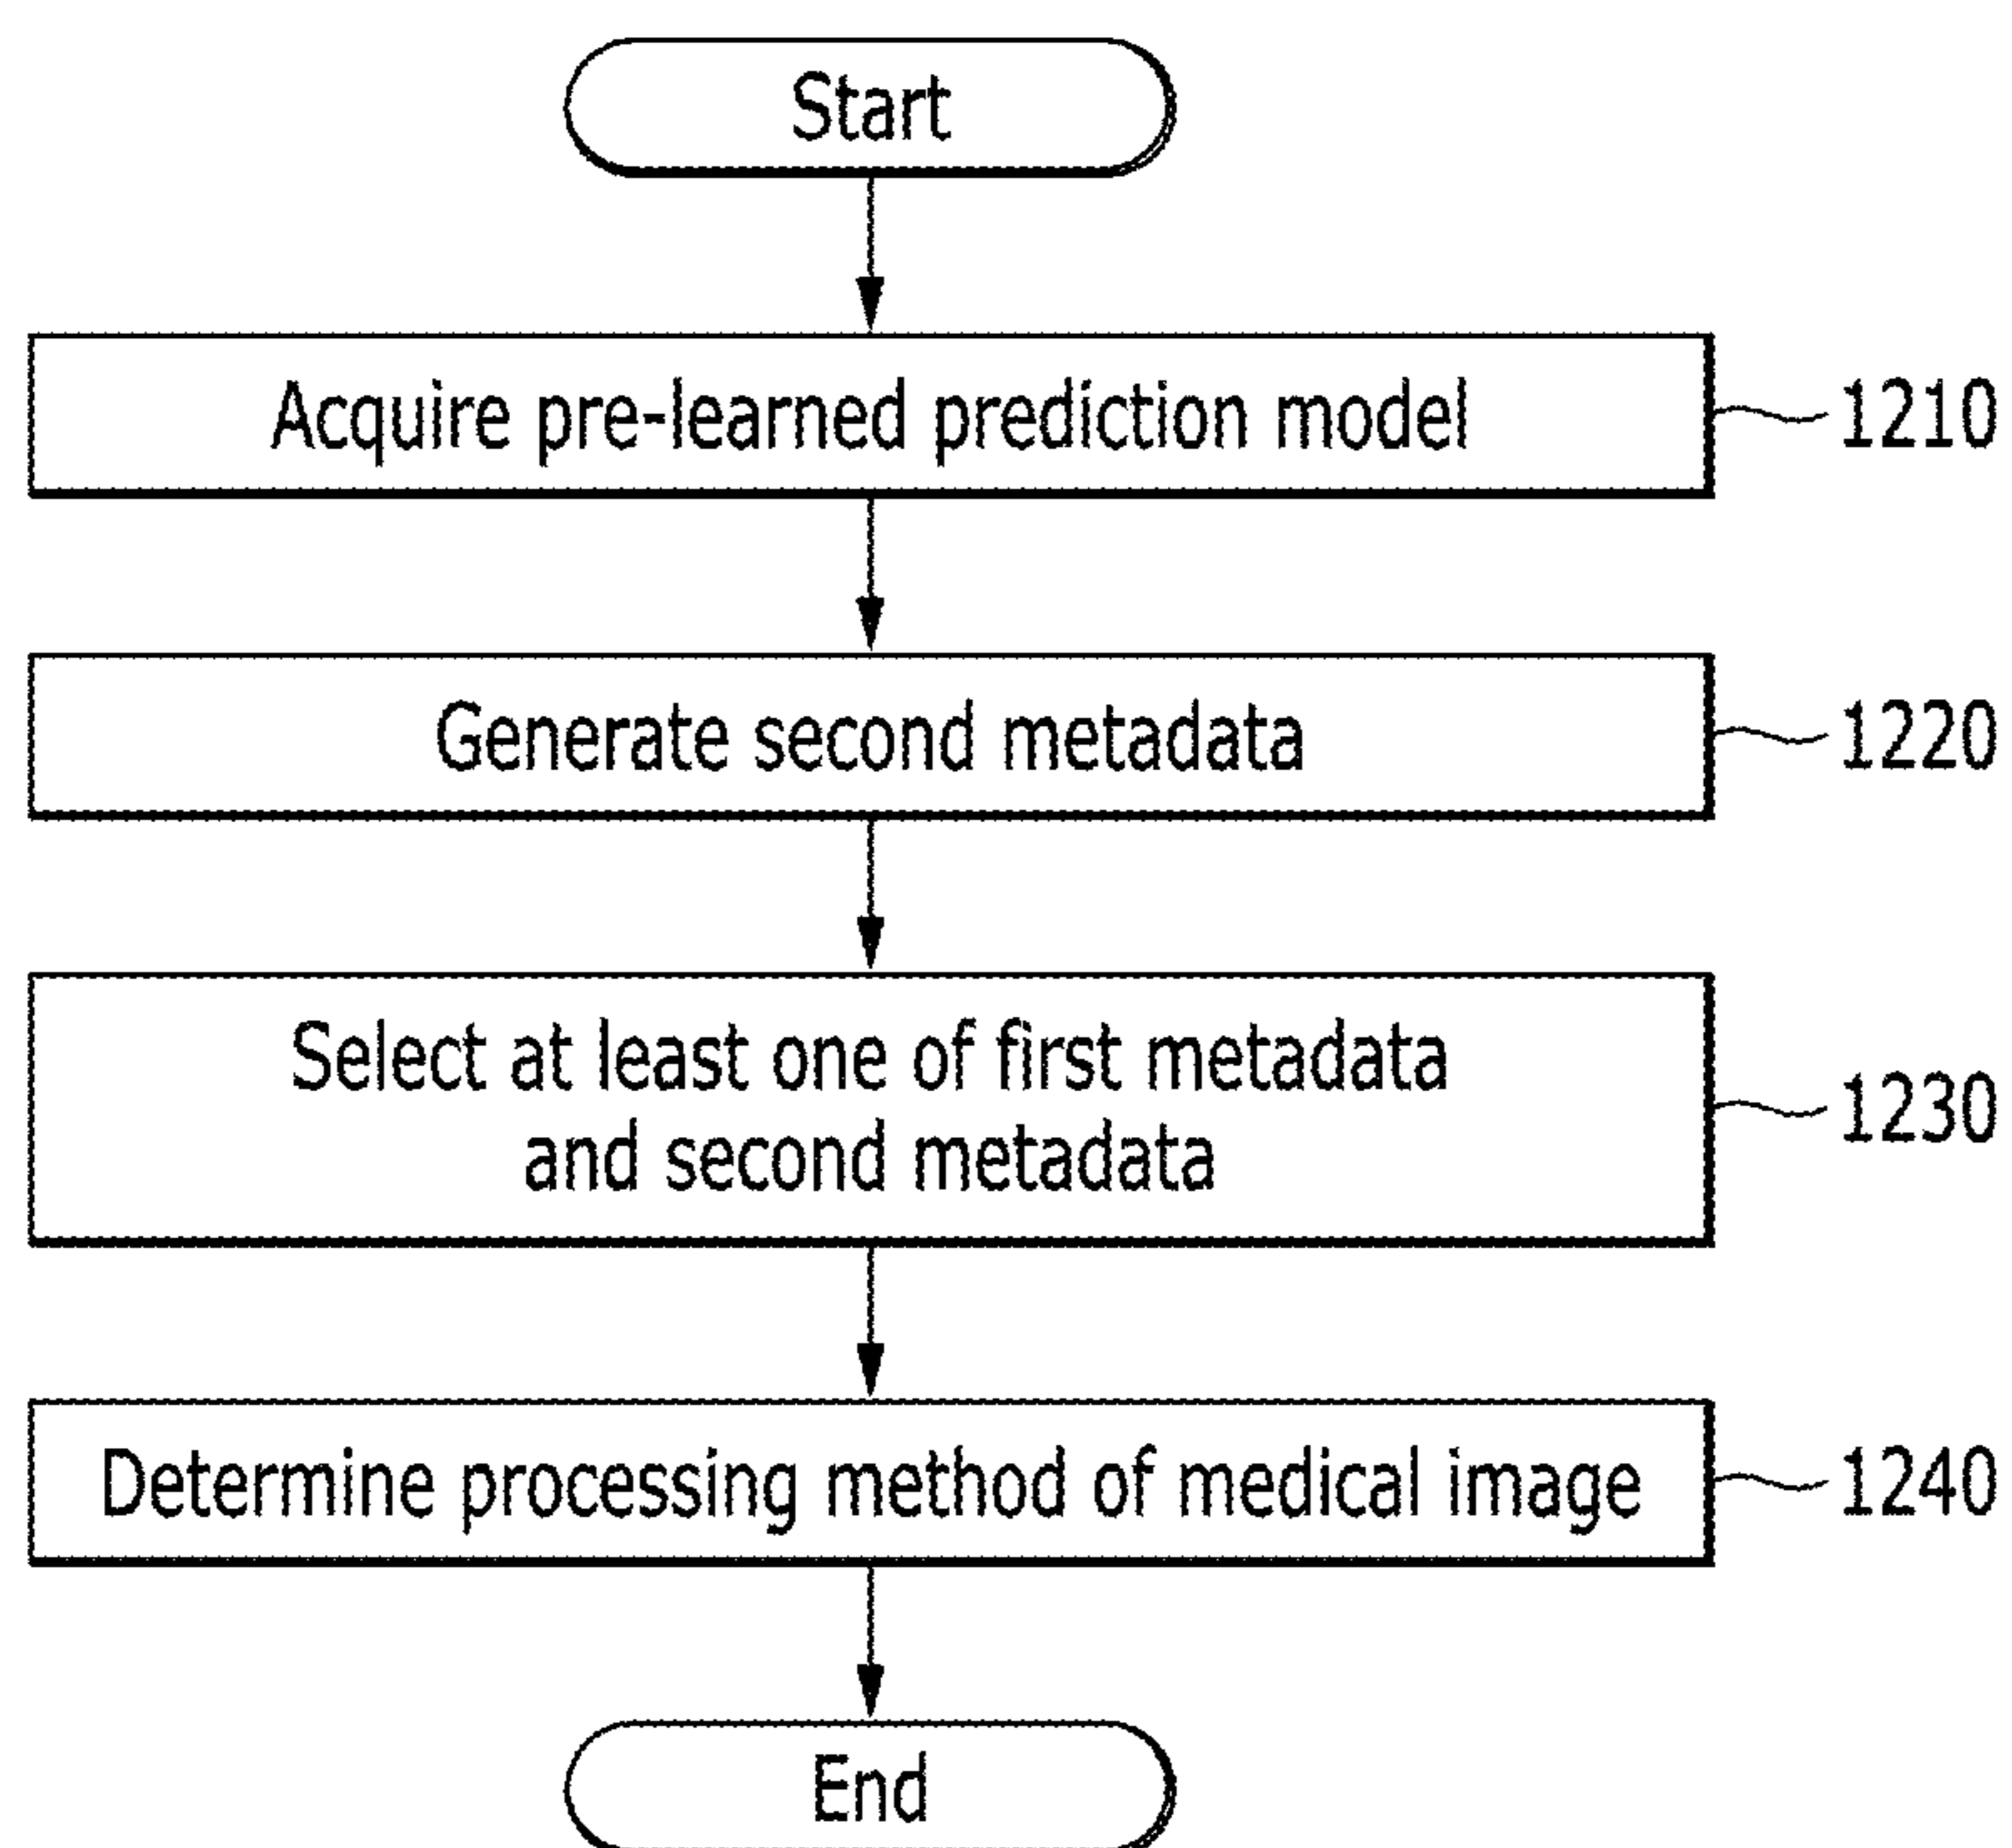 Start
Acquire pre-learned prediction model
1210
Generate second metadata
1220
Select at least one of first metadata
and second metadata
1230
Determine processing method of medical image
1240
End